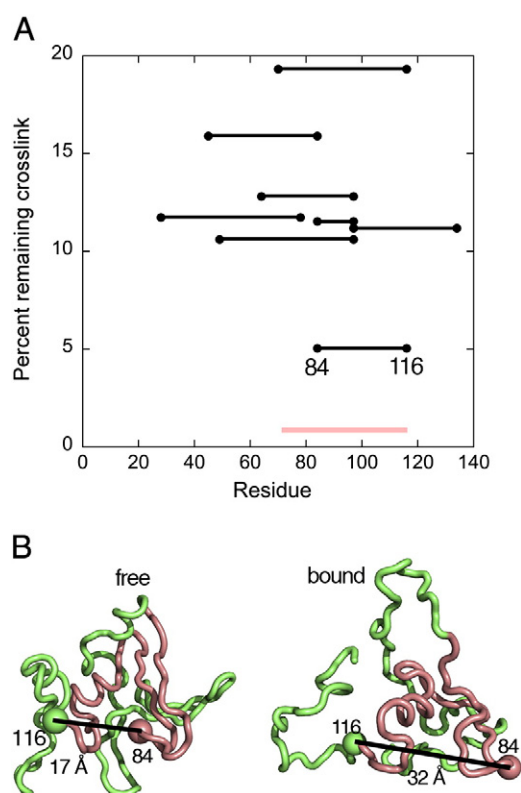 A
20
15
10
5
0
Percent remaining crosslink
84 116
0 20 40 60 80 100 120 140
Residue
B
free
bound
116
17 Å
84
116
32 Å
84